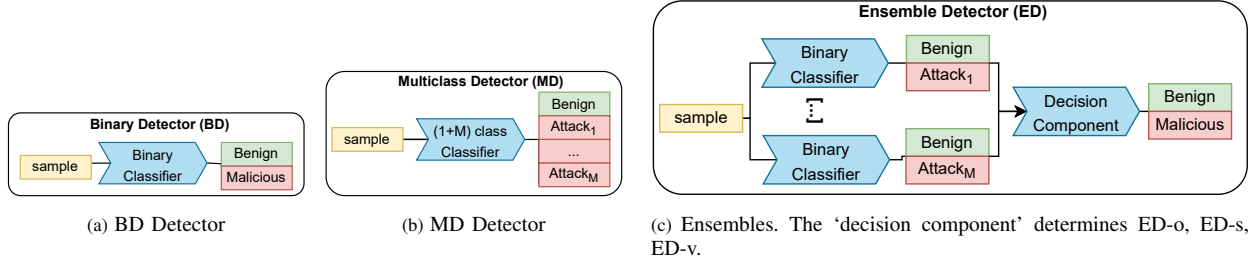 Binary Detector (BD)
sample
Binary
Classifier
Benign
Malicious
(a) BD Detector
Multiclass Detector (MD)
sample
(1+M) class
Classifier
Benign
Attack₁
...
Attack_M
(b) MD Detector
Ensemble Detector (ED)
sample
Binary
Classifier
Benign
Attack₁
[...]
Binary
Classifier
Benign
Attack_M
Decision
Component
Benign
Malicious
(c) Ensembles. The ‘decision component’ determines ED-o, ED-s,
ED-v.